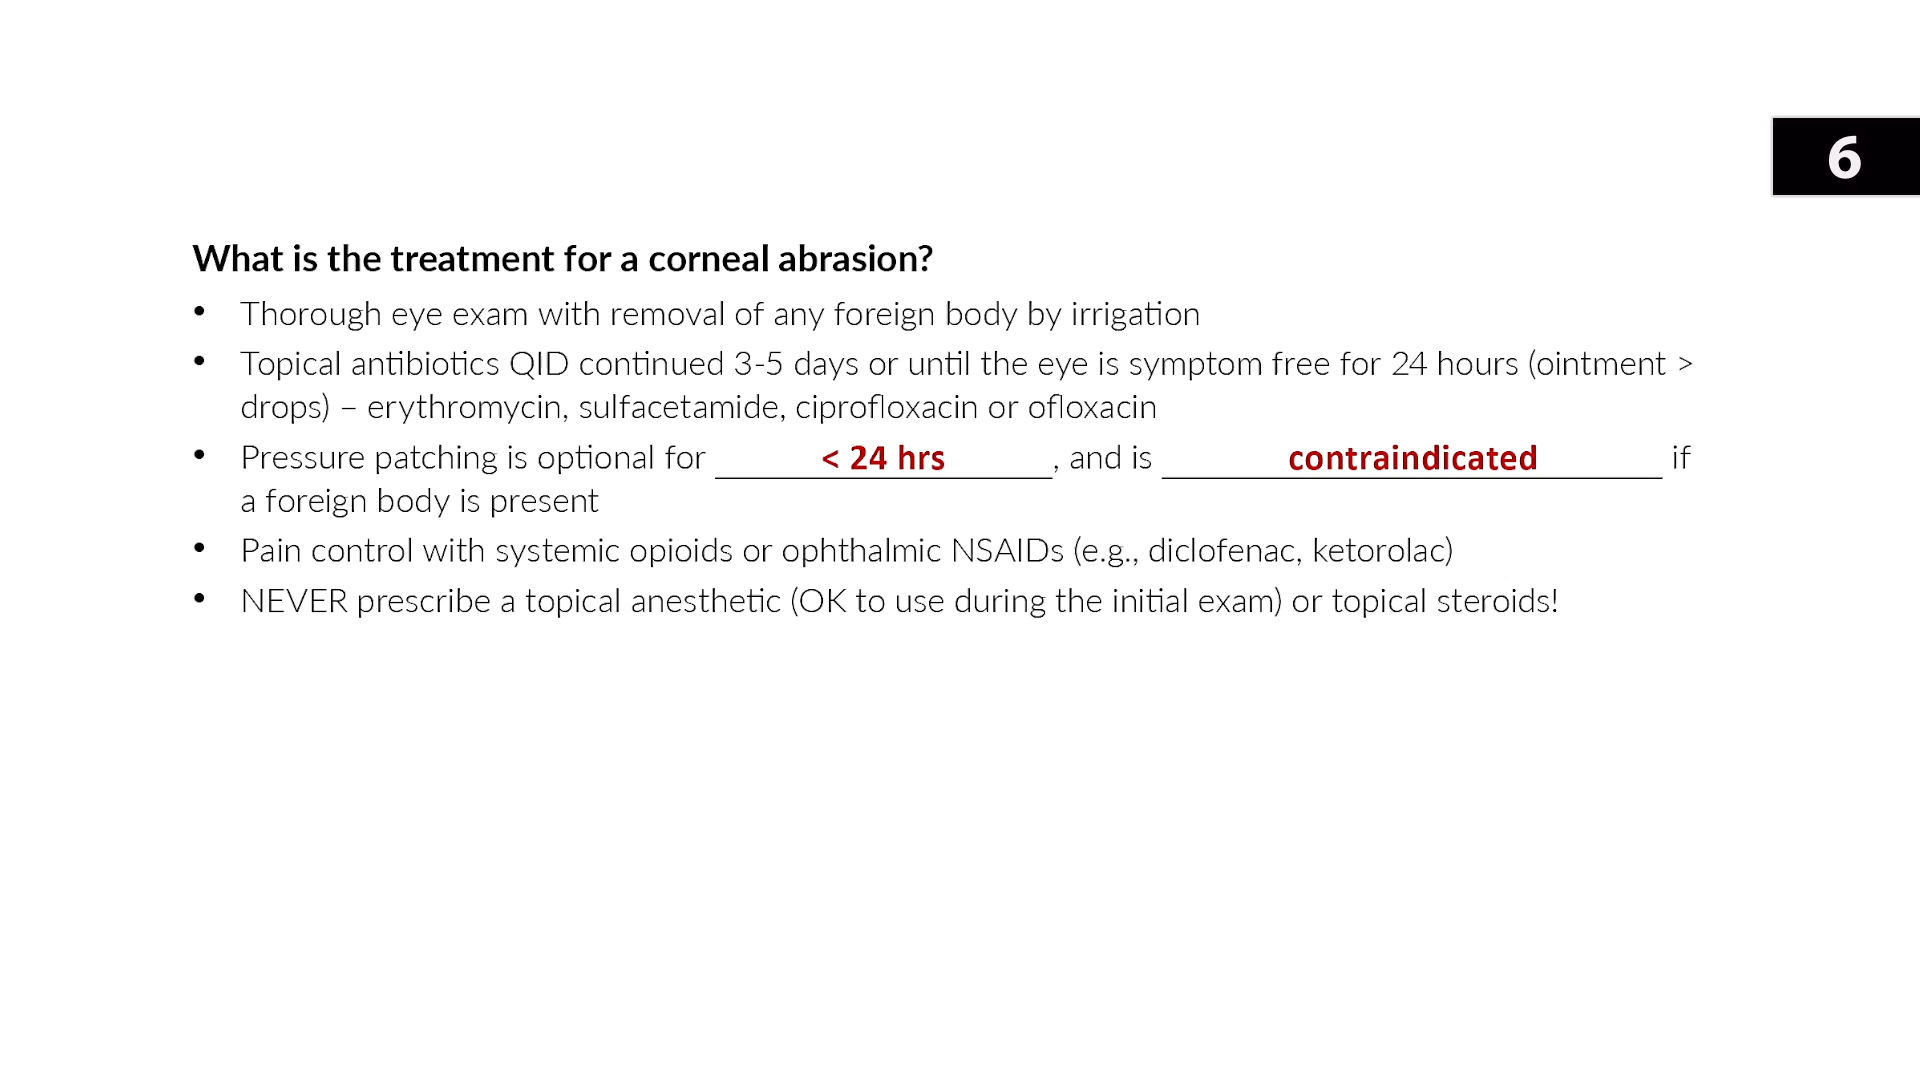 6
What is the treatment for a corneal abrasion?
• Thorough eye exam with removal of any foreign body by irrigation
• Topical antibiotics QID continued 3-5 days or until the eye is symptom free for 24 hours (ointment >
drops) – erythromycin, sulfacetamide, ciprofloxacin or ofloxacin
• Pressure patching is optional for < 24 hrs, and is contraindicated if
a foreign body is present
• Pain control with systemic opioids or ophthalmic NSAIDs (e.g., diclofenac, ketorolac)
• NEVER prescribe a topical anesthetic (OK to use during the initial exam) or topical steroids!